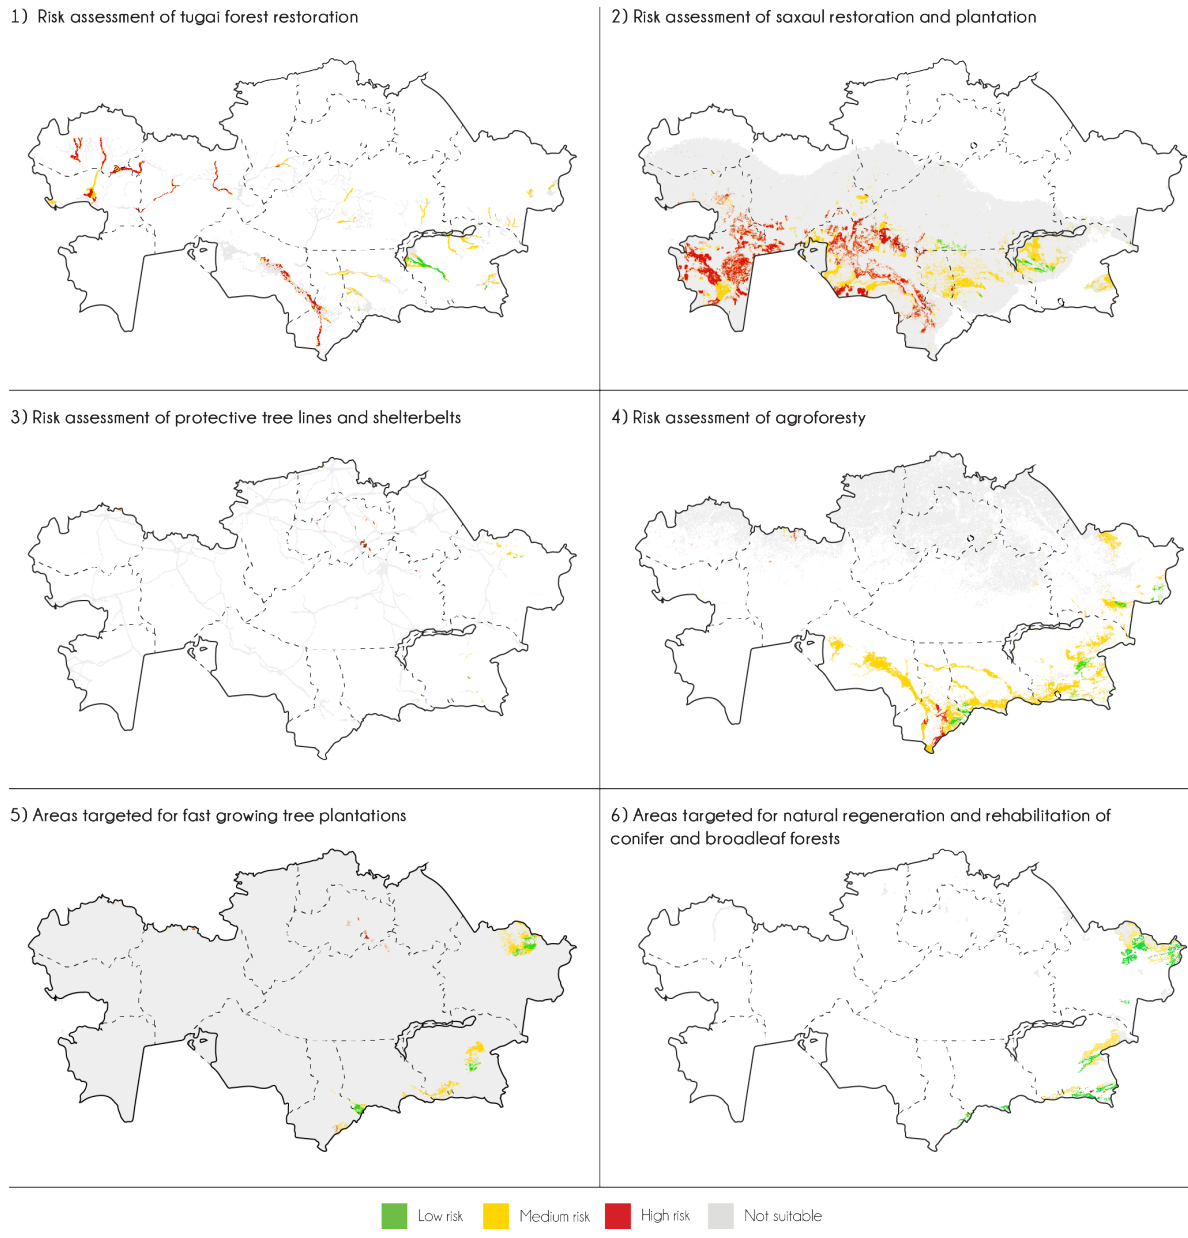 1) Risk assessment of tugai forest restoration
2) Risk assessment of saxaul restoration and plantation
3) Risk assessment of protective tree lines and shelterbelts
4) Risk assessment of agroforesty
5) Areas targeted for fast growing tree plantations
6) Areas targeted for natural regeneration and rehabilitation of
conifer and broadleaf forests
Low risk
Medium risk
High risk
Not suitable